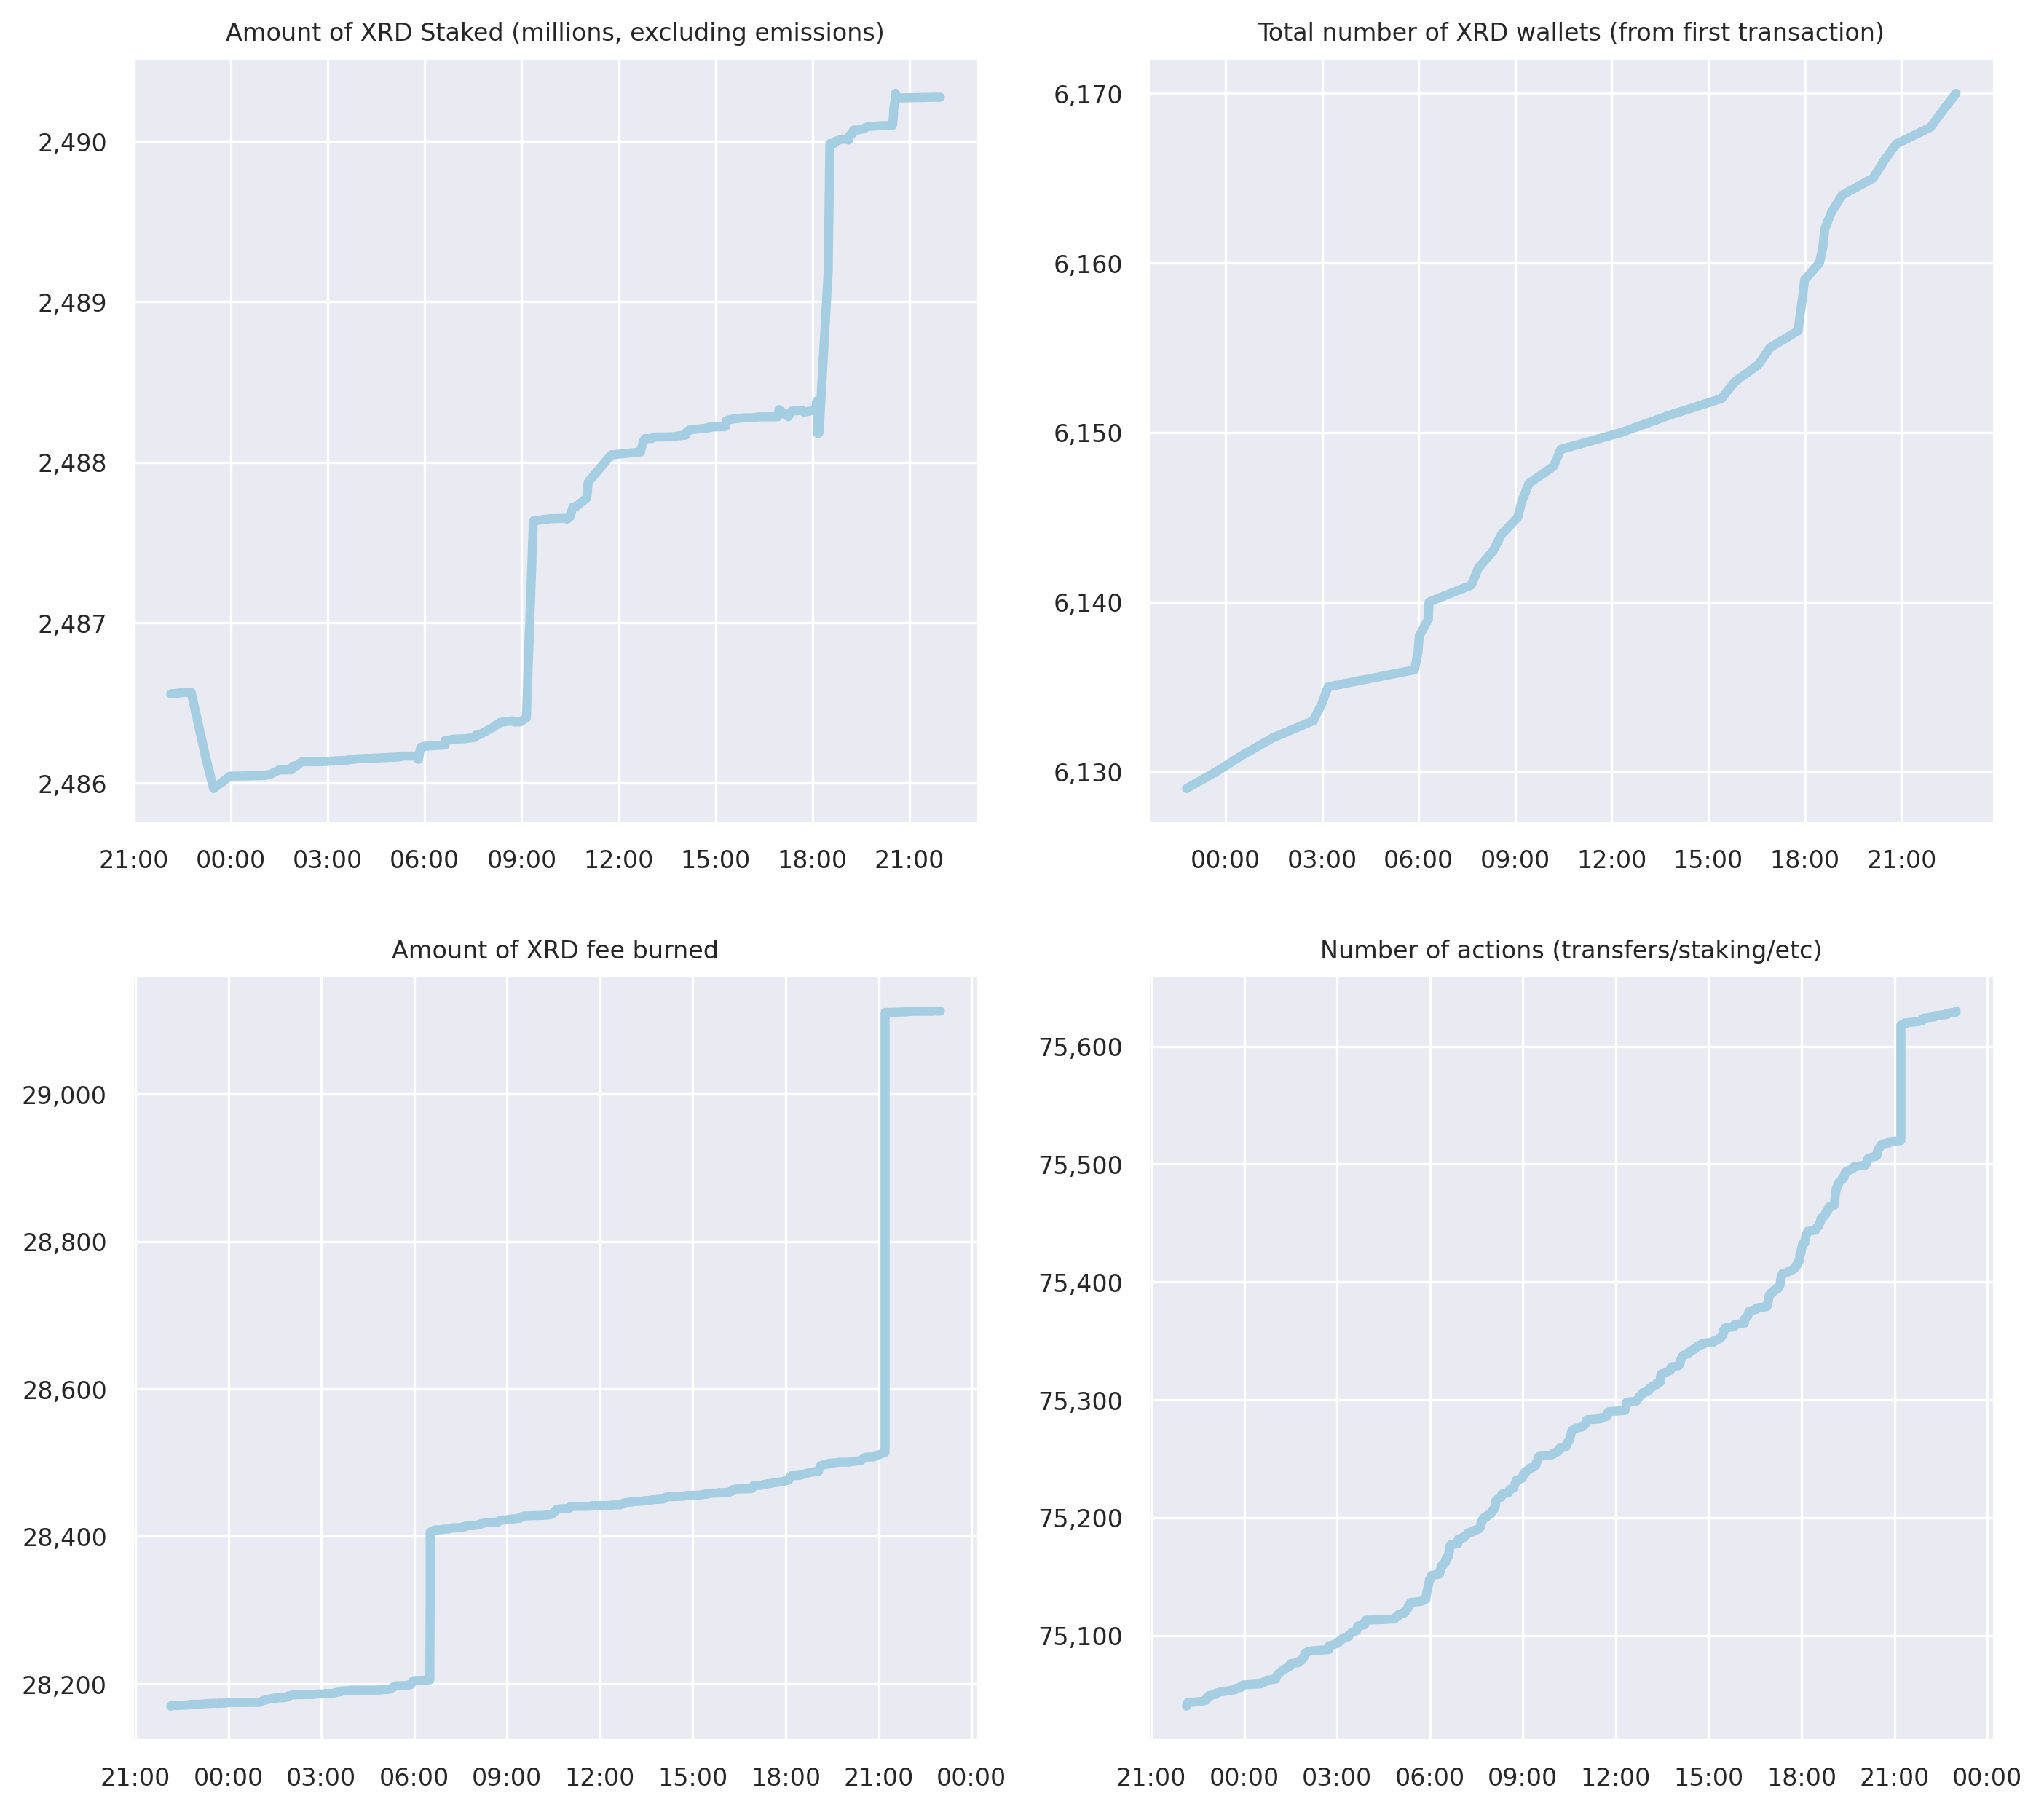 Amount of XRD Staked (millions, excluding emissions)
2,490
2,489
2,488
2,487
2,486
21:00 00:00 03:00 06:00 09:00 12:00 15:00 18:00 21:00
Total number of XRD wallets (from first transaction)
6,170
6,160
6,150
6,140
6,130
00:00 03:00 06:00 09:00 12:00 15:00 18:00 21:00
Amount of XRD fee burned
29,000
28,800
28,600
28,400
28,200
21:00 00:00 03:00 06:00 09:00 12:00 15:00 18:00 21:00 00:00
Number of actions (transfers/staking/etc)
75,600
75,500
75,400
75,300
75,200
75,100
21:00 00:00 03:00 06:00 09:00 12:00 15:00 18:00 21:00 00:00